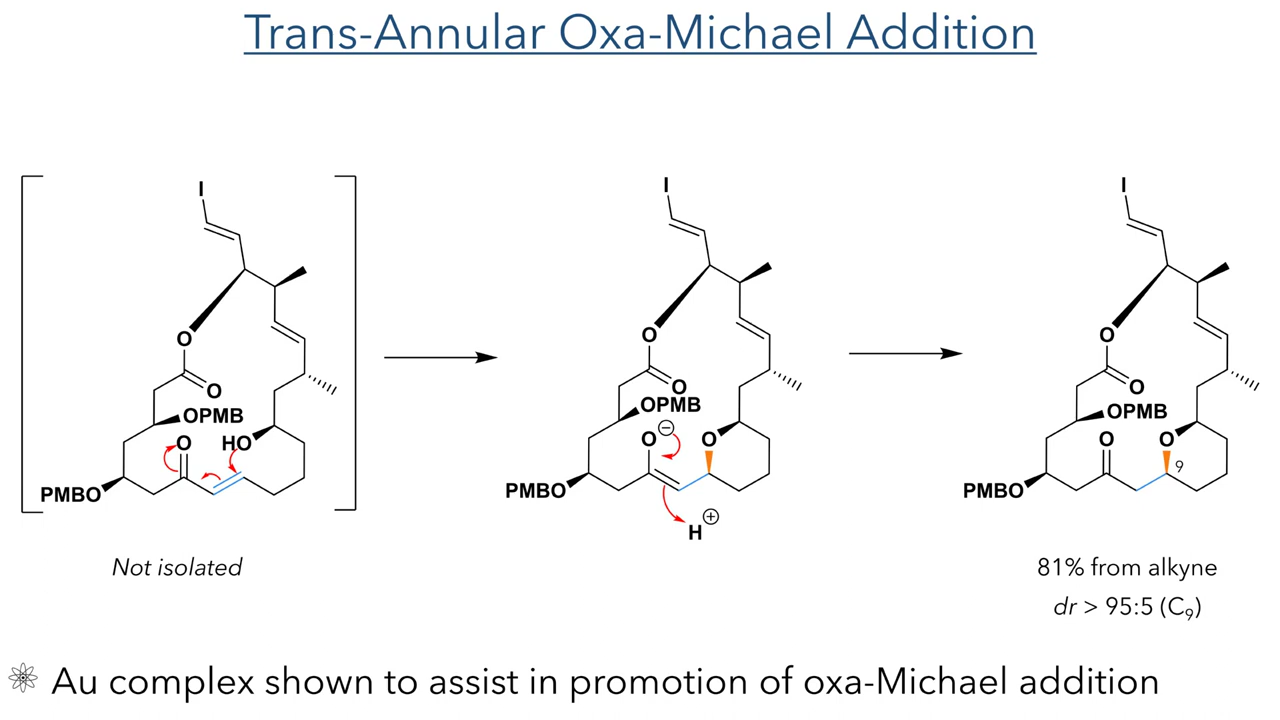 Trans-Annular Oxa-Michael Addition
I
O
O
OPMB
O
HO
PMBO
Not isolated
I
O
O
OPMB
O ⊖
O
PMBO
H ⊕
I
O
O
OPMB
O
O
9
PMBO
81% from alkyne
dr > 95:5 (C₉)
Au complex shown to assist in promotion of oxa-Michael addition